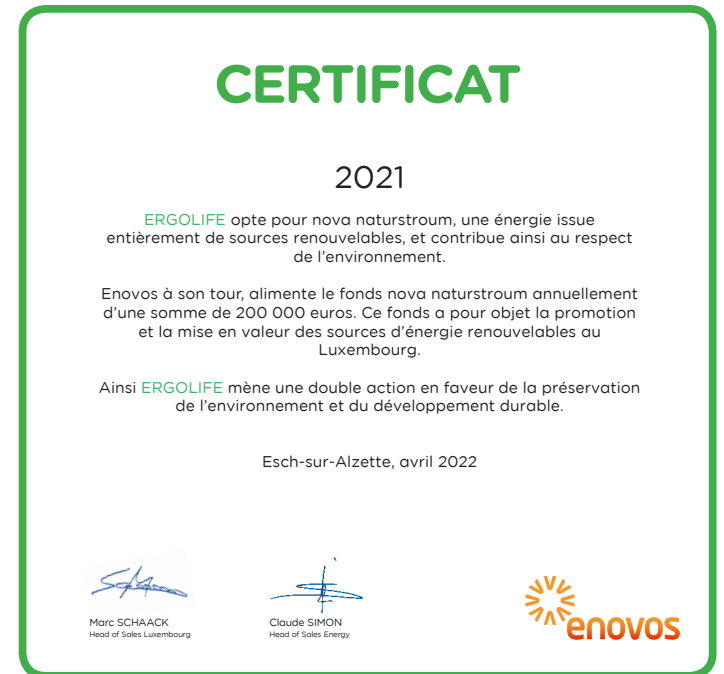 CERTIFICAT
2021
ERGOLIFE opte pour nova naturstroum, une énergie issue
entièrement de sources renouvelables, et contribue ainsi au respect
de l’environnement.
Enovos à son tour, alimente le fonds nova naturstroum annuellement
d’une somme de 200 000 euros. Ce fonds a pour objet la promotion
et la mise en valeur des sources d’énergie renouvelables au
Luxembourg.
Ainsi ERGOLIFE mène une double action en faveur de la préservation
de l’environnement et du développement durable.
Esch-sur-Alzette, avril 2022
Marc SCHAACK
Head of Sales Luxembourg
Claude SIMON
Head of Sales Energy
enovos